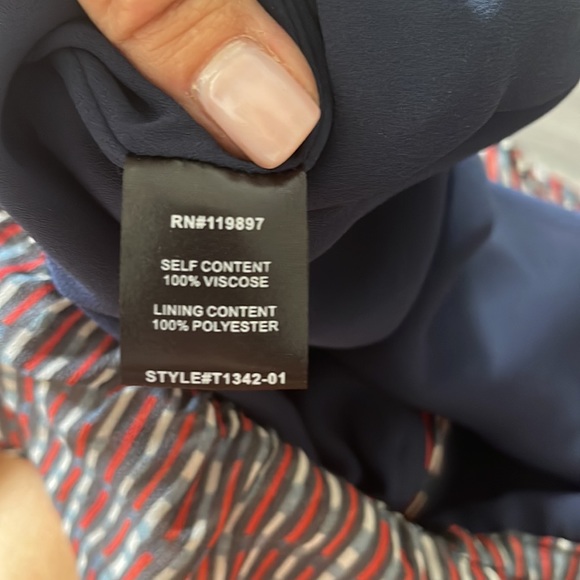 RN#119897
SELF CONTENT
100% VISCOSE
LINING CONTENT
100% POLYESTER
STYLE#T1342-01